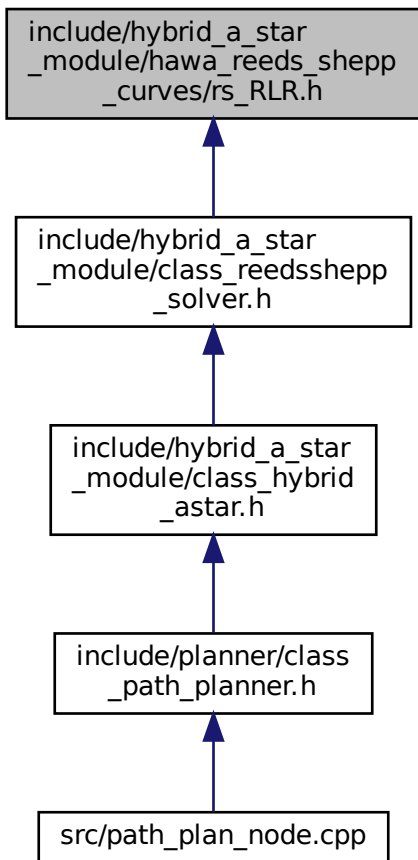 include/hybrid_a_star
_module/hawa_reeds_shepp
_curves/rs_RLR.h
include/hybrid_a_star
_module/class_reedsshepp
_solver.h
include/hybrid_a_star
_module/class_hybrid
_astar.h
include/planner/class
_path_planner.h
src/path_plan_node.cpp